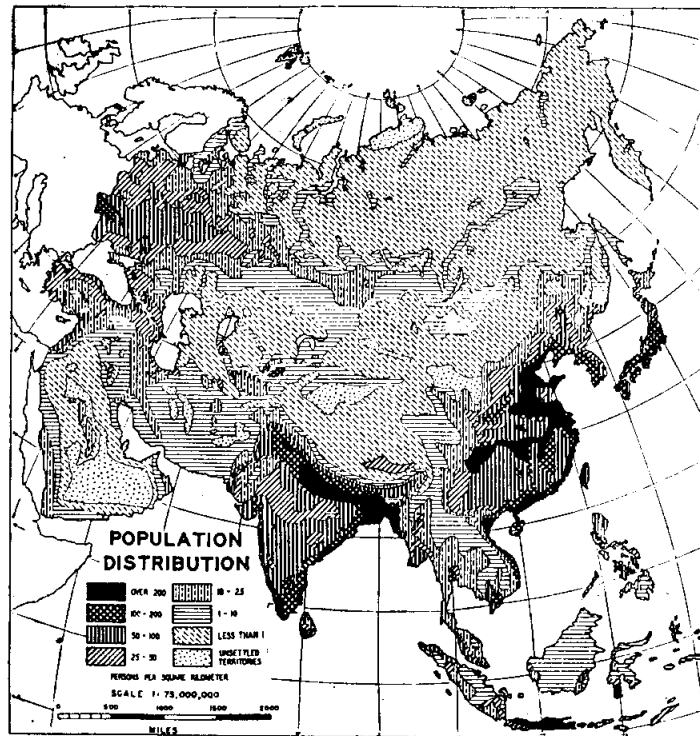 POPULATION
DISTRIBUTION
OVER 200
100-200
50-100
25-50
10-25
1-10
LESS THAN 1
UNSETTLED
TERRITORIES
PERSONS PER SQUARE KILOMETER
SCALE 1:75,000,000
0 500 1000 1500 2000
MILES